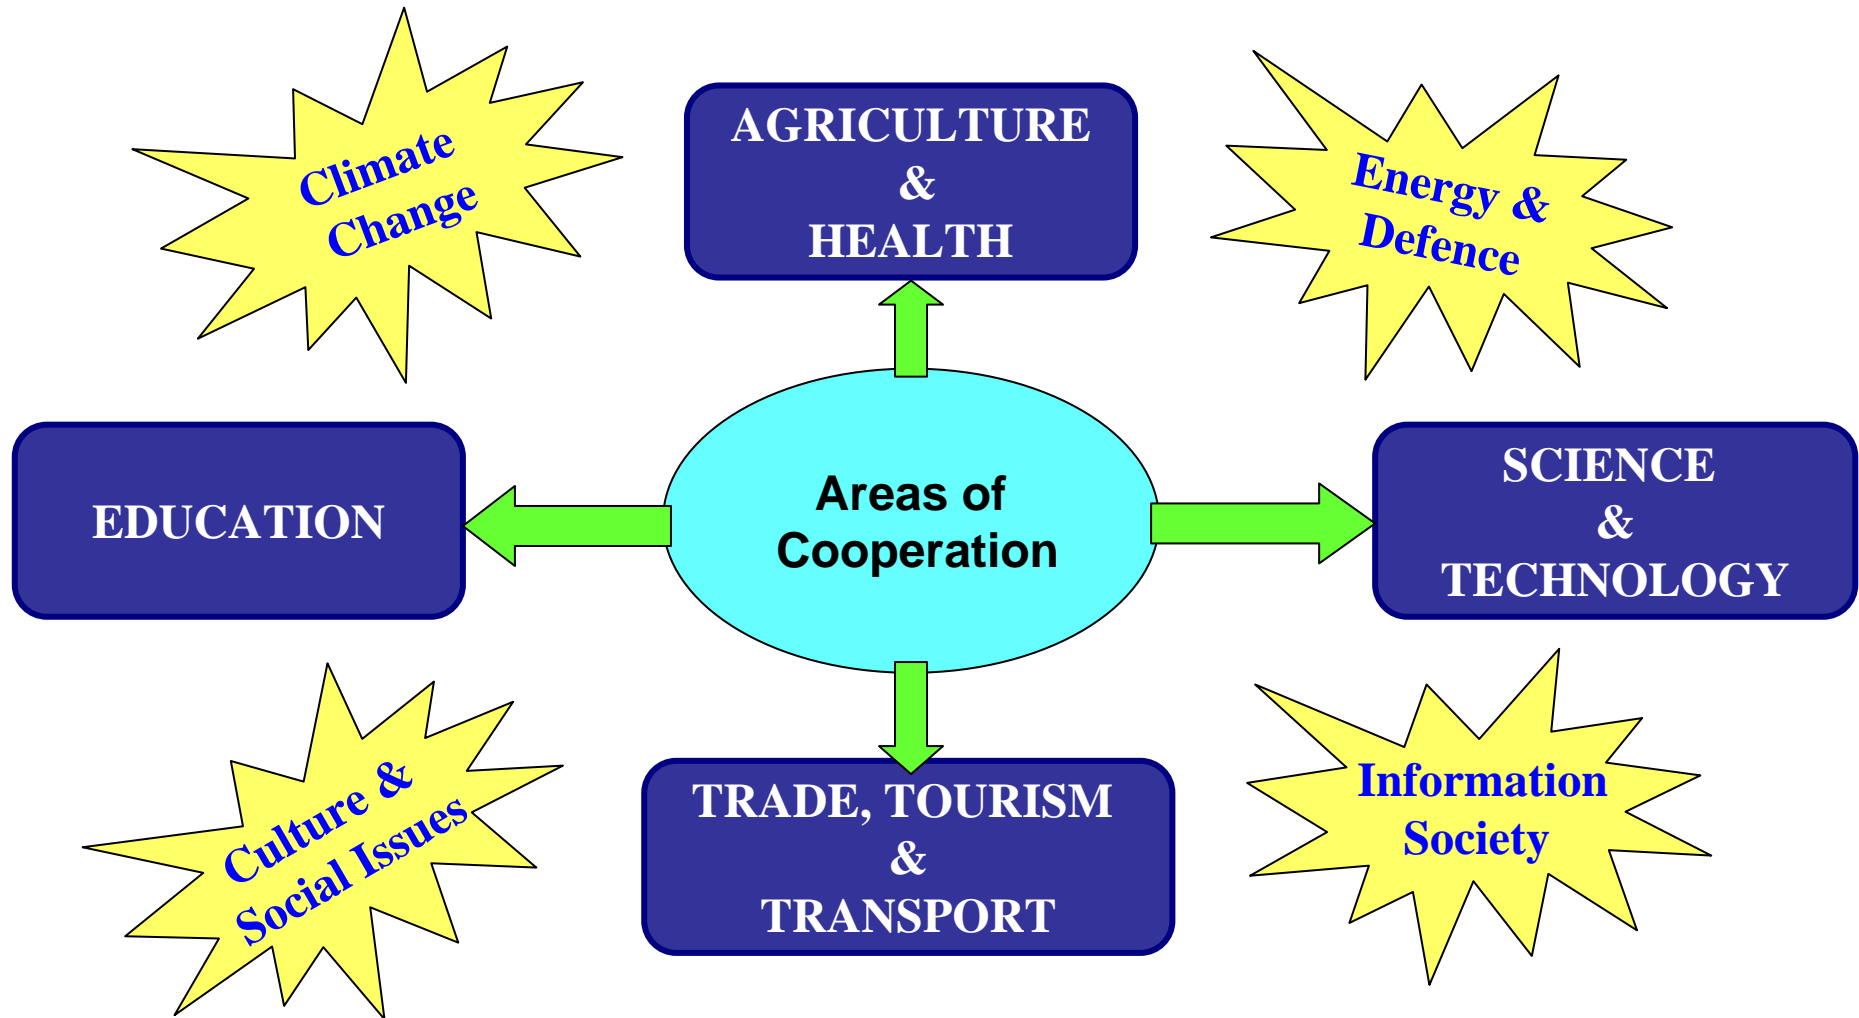 Climate
Change
AGRICULTURE
&
HEALTH
Energy &
Defence
EDUCATION
Areas of
Cooperation
SCIENCE
&
TECHNOLOGY
Culture &
Social Issues
TRADE, TOURISM
&
TRANSPORT
Information
Society